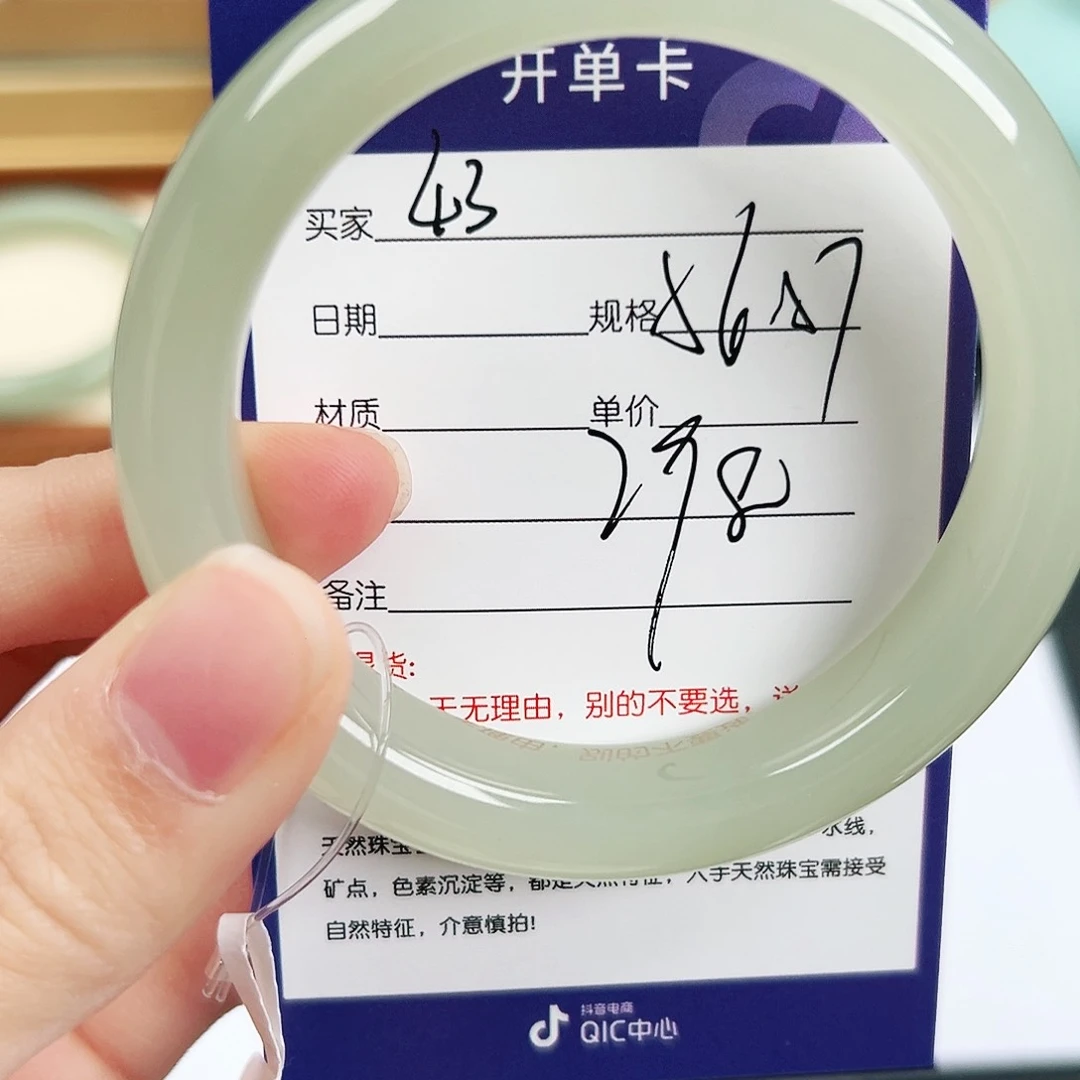 开单卡
买家 43
日期 规格
材质 单价
298
备注
货:
无理由，别的不要选，
天然珠宝 水线，
矿点，色素沉淀等，都是天然特征，入手天然珠宝需接受
自然特征，介意慎拍!
抖音电商
QIC中心